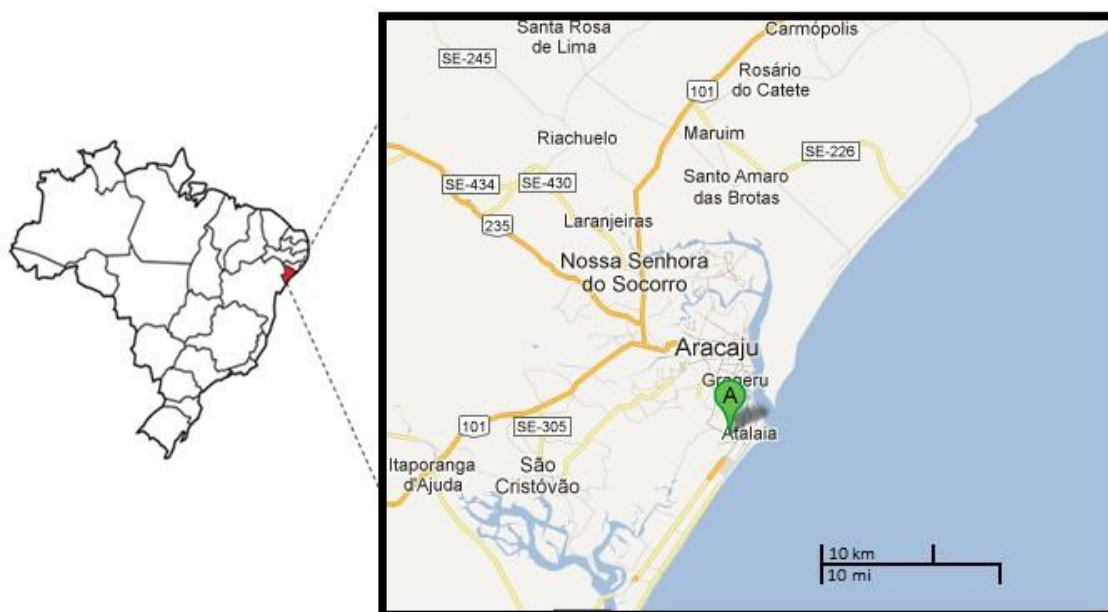 Santa Rosa
de Lima
Carmópolis
SE-245
Rosário
do Catete
101
Riachuelo
Maruim
SE-226
SE-434
SE-430
Santo Amaro
das Brotas
235
Laranjeiras
Nossa Senhora
do Socorro
Aracaju
Grageru
A
Atalaia
101
SE-305
Itaporanga
d'Ajuda
São
Cristóvão
10 km
10 mi